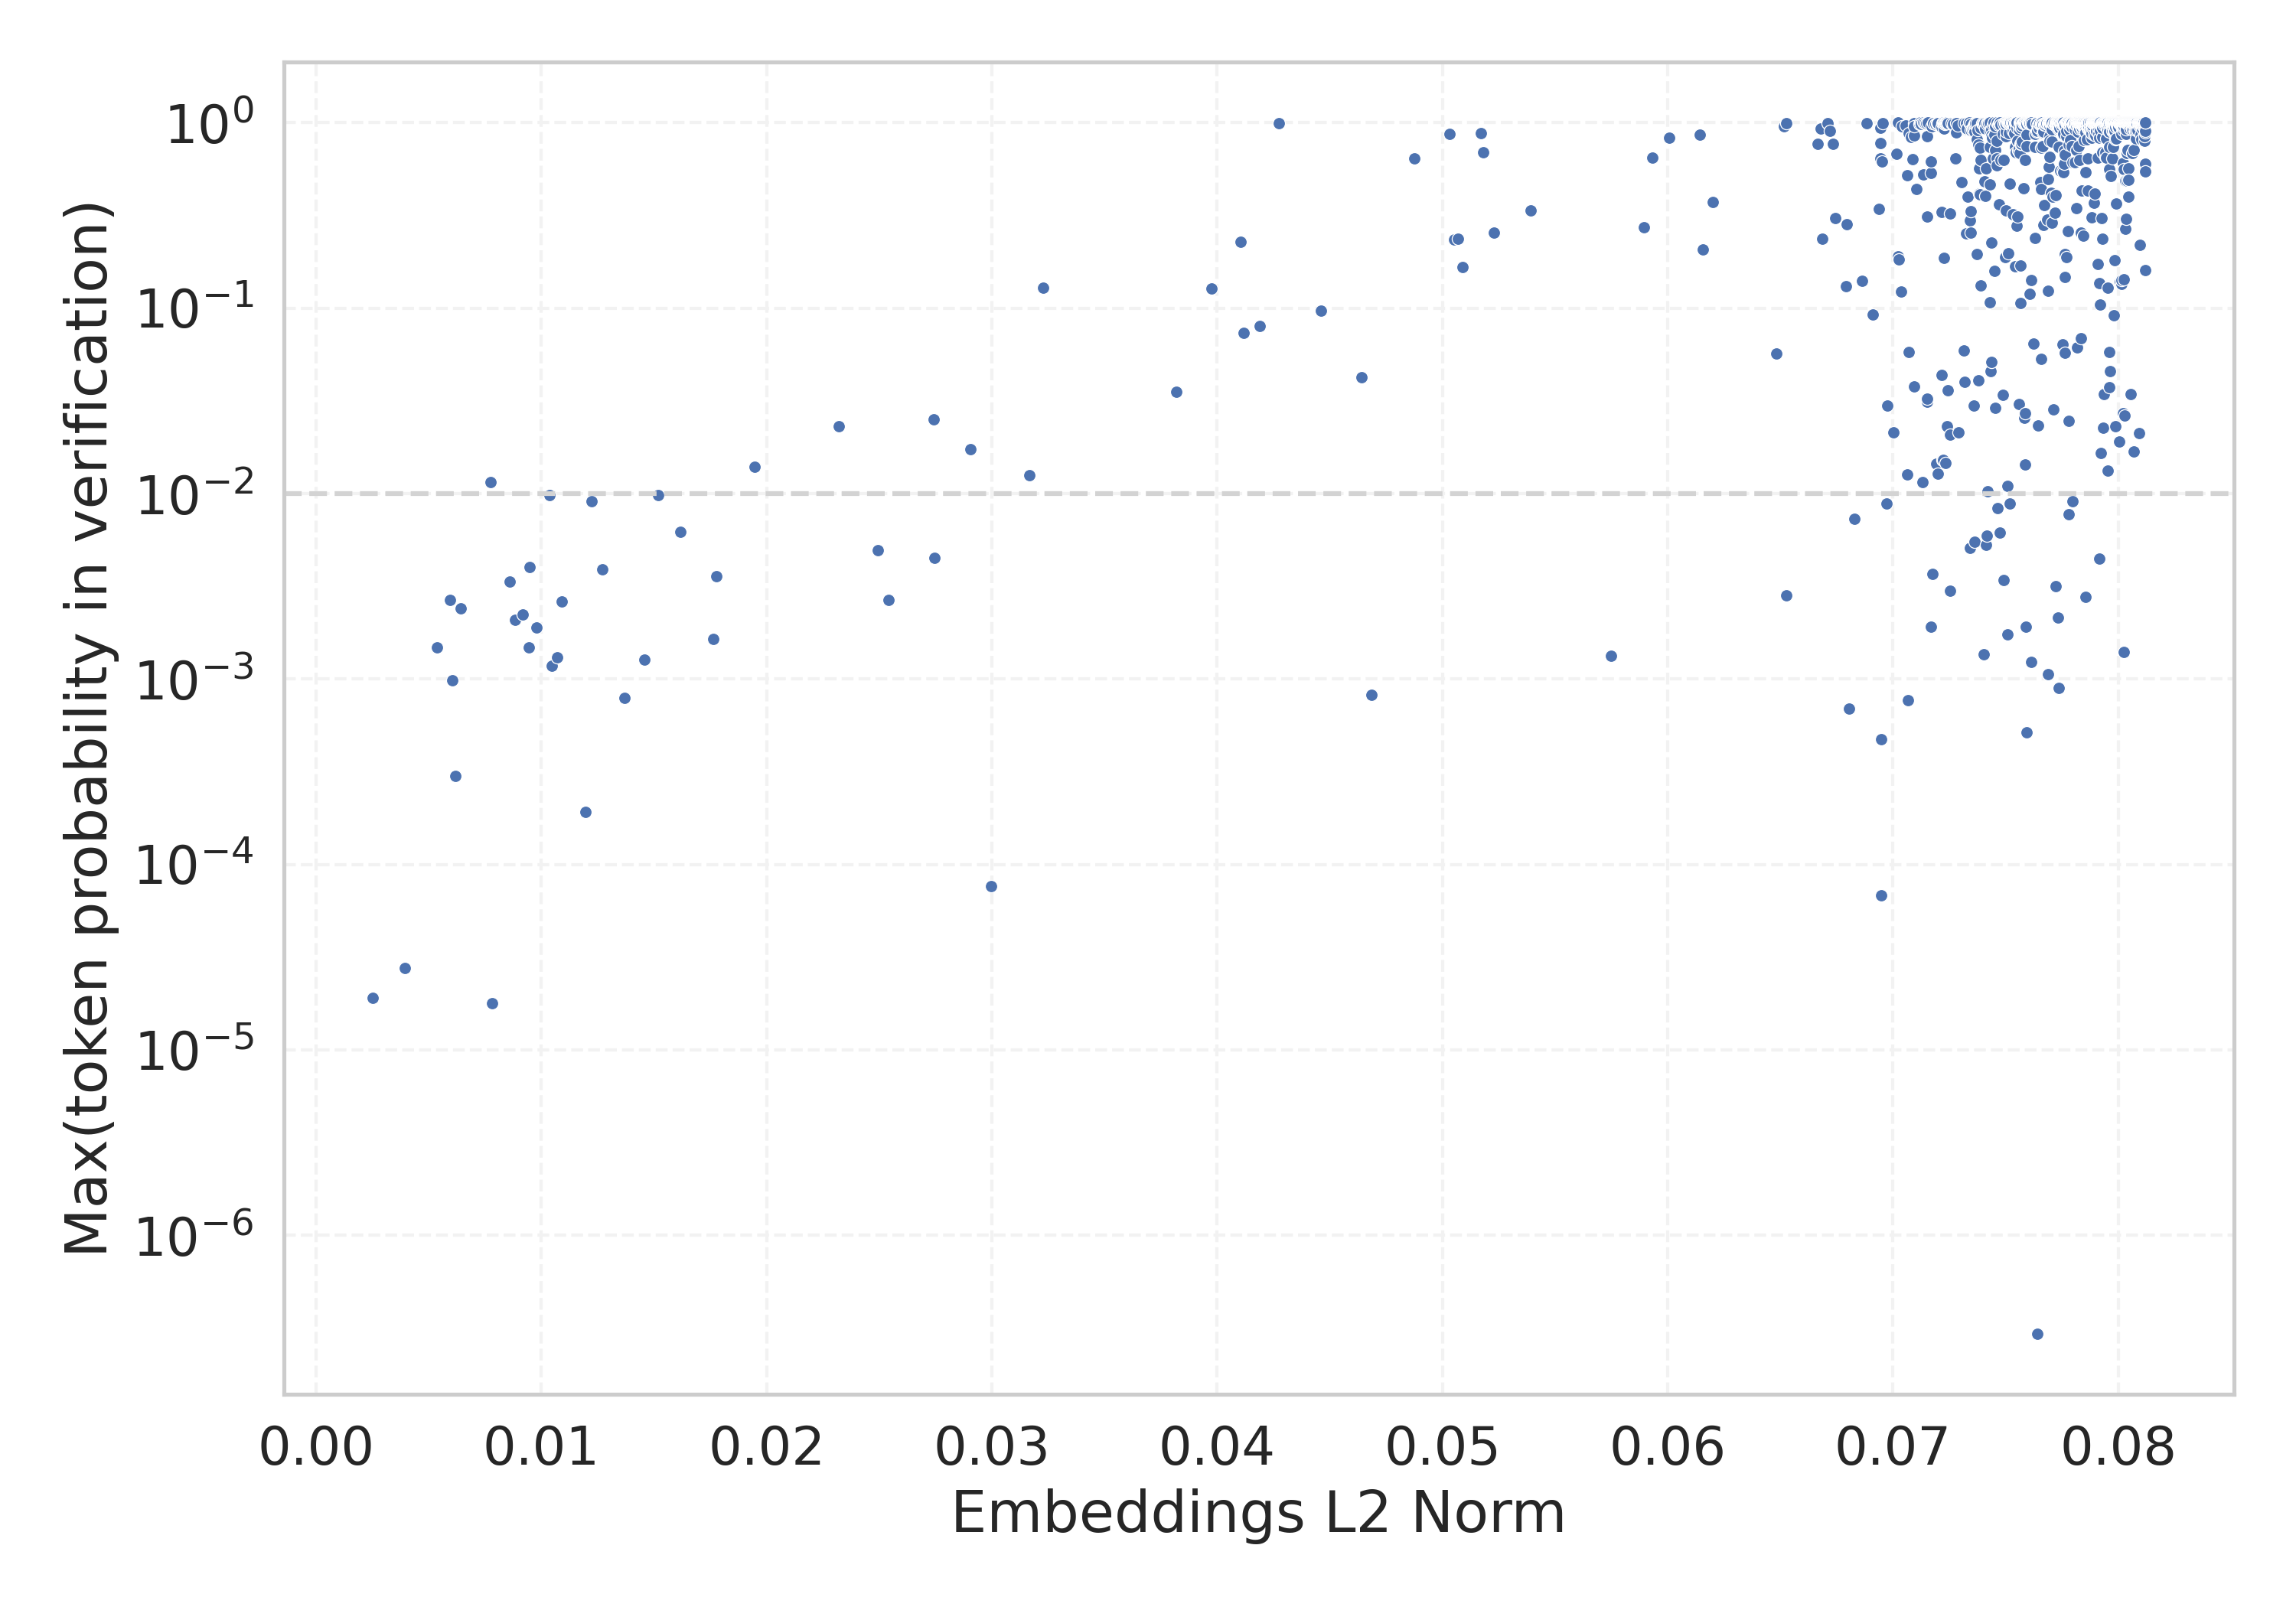 Max(token probability in verification)
10⁰
10⁻¹
10⁻²
10⁻³
10⁻⁴
10⁻⁵
10⁻⁶
0.00 0.01 0.02 0.03 0.04 0.05 0.06 0.07 0.08
Embeddings L2 Norm